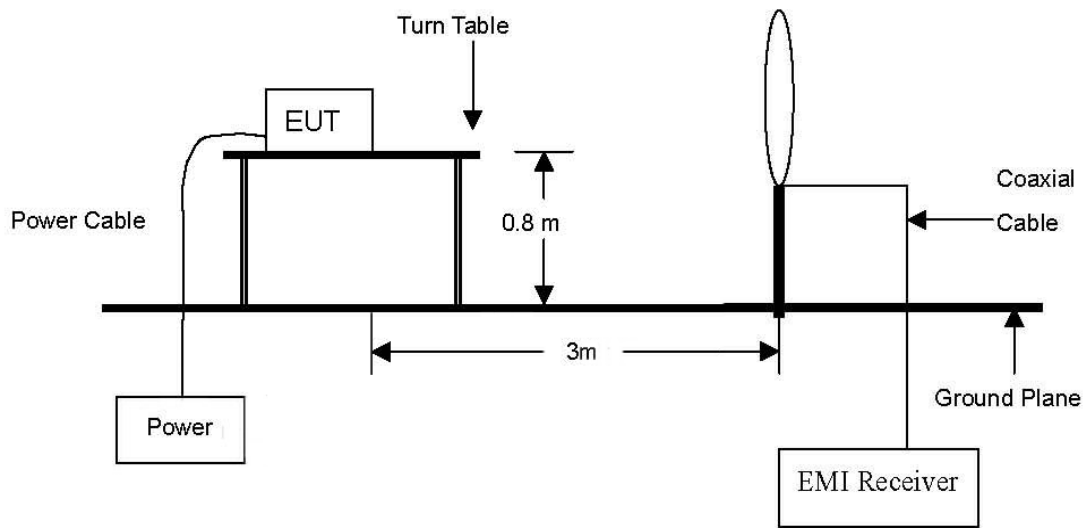 Turn Table
EUT
Coaxial
Power Cable
0.8 m
Cable
3m
Ground Plane
Power
EMI Receiver